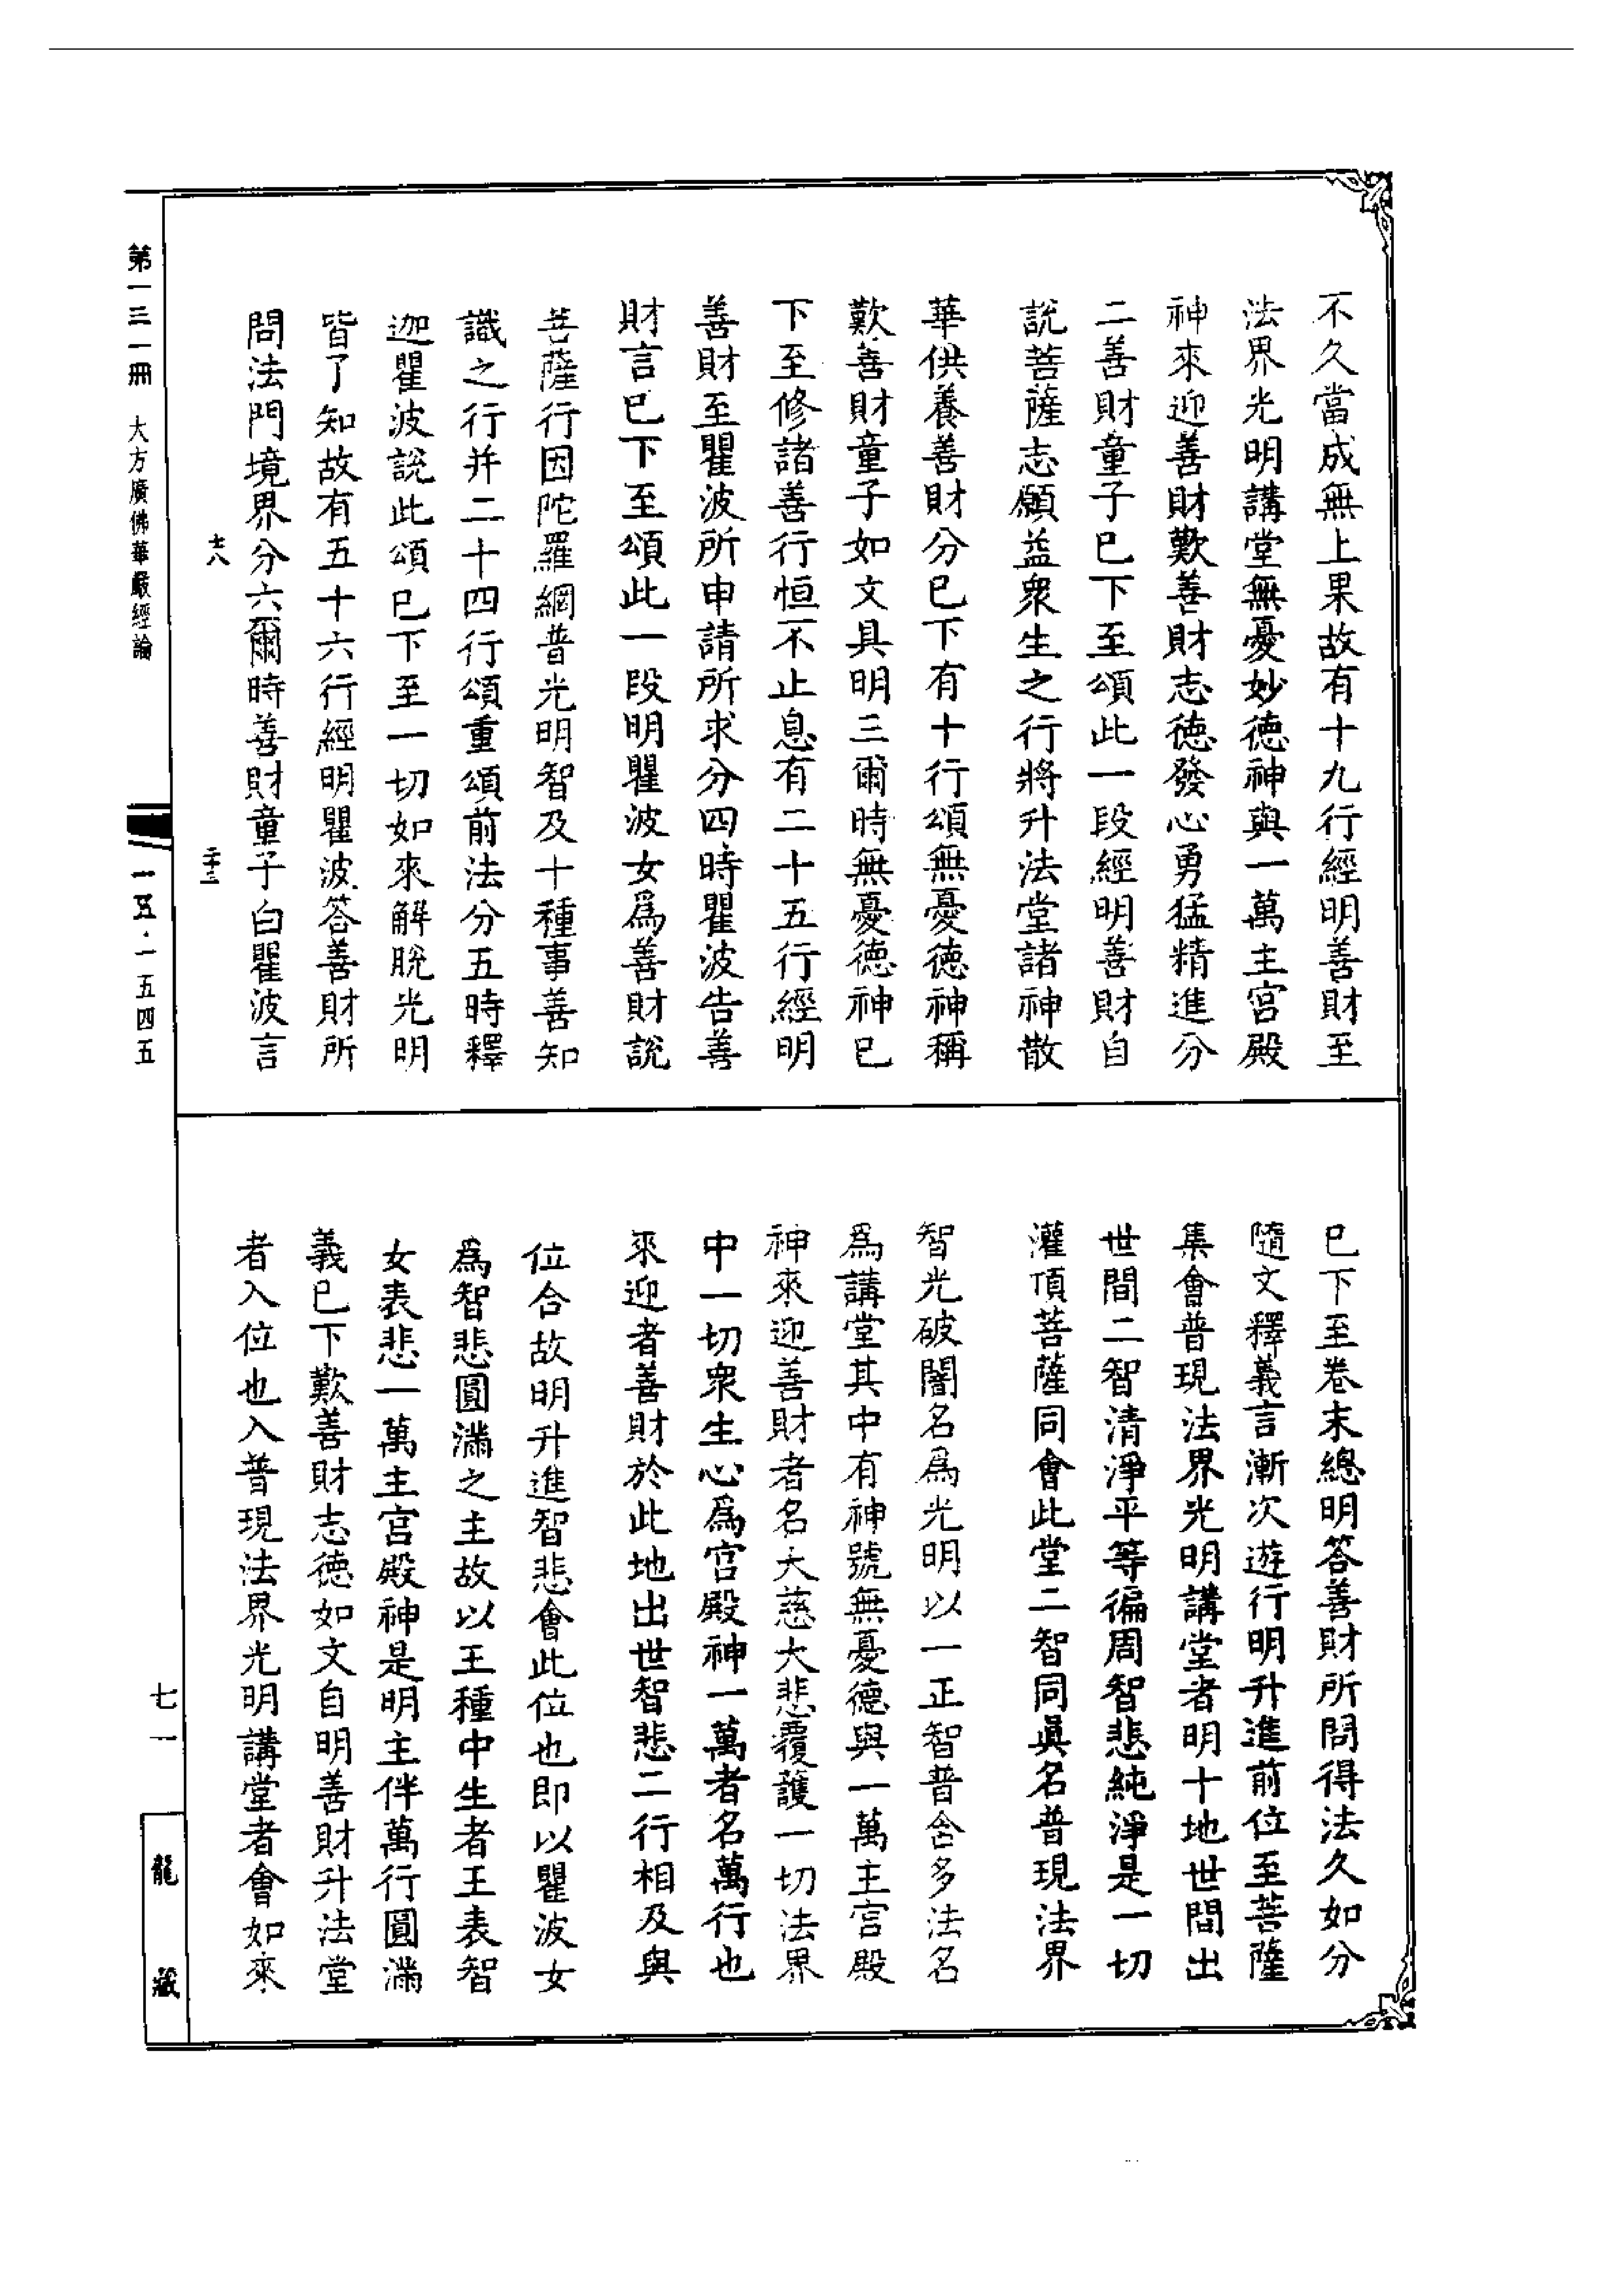 不久當成無上果故有十九行經明善財至
法界光明講堂無憂妙德神與一萬主宮殿
神來迎善財歎善財志德發心勇猛精進分
二善財童子巳下至頌此一段經明善財自
說菩薩志願益衆生之行將升法堂諸神散
華供養善財分巳下有十行頌無憂德神稱
歎善財童子如文具明三爾時無憂德神巳
下至修諸善行恒不止息有二十五行經明
善財至瞿波所申請所求分四時瞿波告善
財言巳下至頌此一段明瞿波女爲善財說
菩薩行因陀羅網普光明智及十種事善知
識之行并二十四行頌重頌前法分五時釋
迦瞿波說此頌巳下至一切如來解脫光明
皆了知故有五十六行經明瞿波答善財所
問法門境界分六爾時善財童子白瞿波言
巳下至卷末總明答善財所問得法久如分
隨文釋義言漸次遊行明升進前位至菩薩
集會普現法界光明講堂者明十地世間出
世間二智清淨平等徧周智悲純淨是一切
灌頂菩薩同會此堂二智同眞名普現法界
智光破闇名爲光明以一正智普含多法名
爲講堂其中有神號無憂德與一萬主宮殿
神來迎善財者名大慈大悲覆護一切法界
中一切衆生心爲宮殿神一萬者名萬行也
來迎者善財於此地出世智悲二行相及與
位合故明升進智悲會此位也即以瞿波女
爲智悲圓滿之主故以王種中生者王表智
女表悲一萬主宮殿神是明主伴萬行圓滿
義巳下歎善財志德如文自明善財升法堂
者入位也入普現法界光明講堂者會如來
六八
二十三
第一三一冊 大方廣佛華嚴經論
一五·一五四五
七一
龍藏